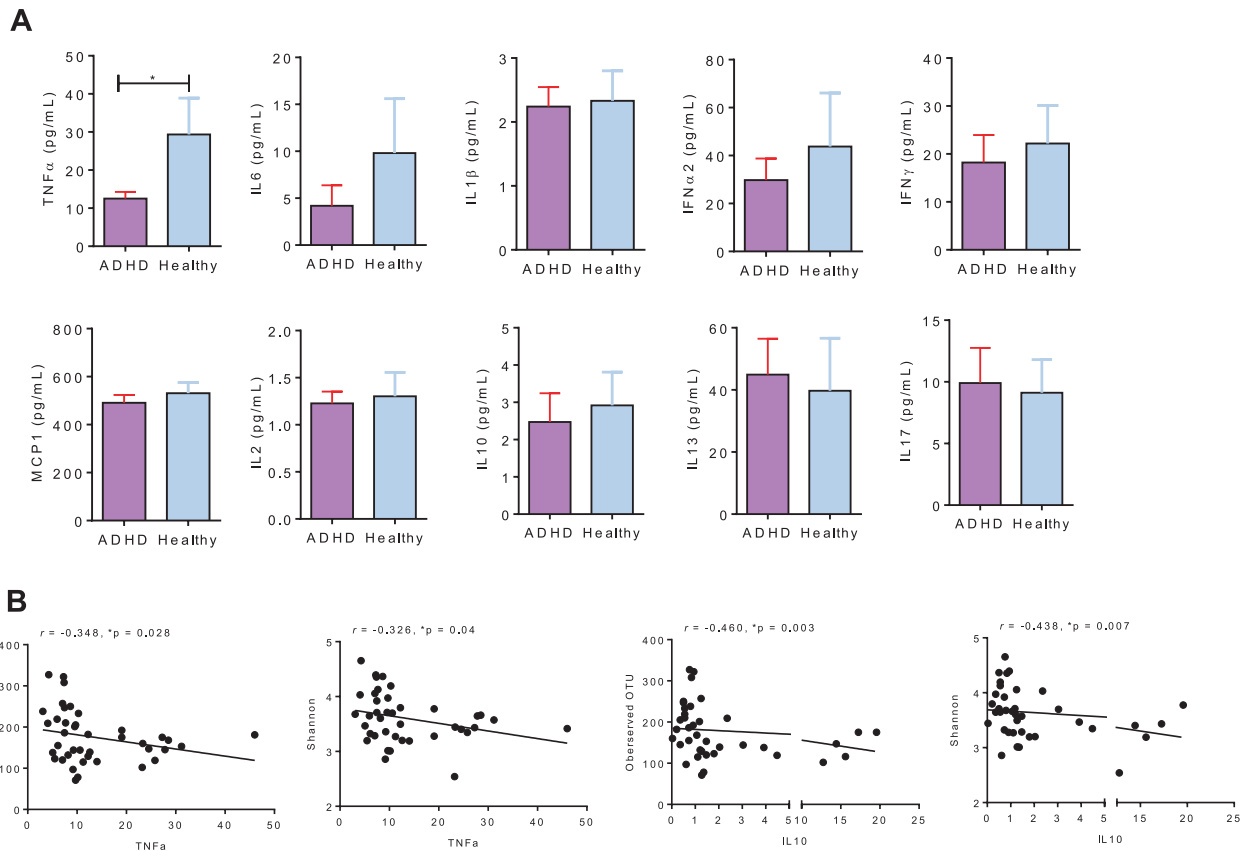 A
TNFα (pg/mL)
50
40
30
20
10
0
*
ADHD Healthy
IL6 (pg/mL)
20
15
10
5
0
ADHD Healthy
IL1β (pg/mL)
3
2
1
0
ADHD Healthy
IFNα2 (pg/mL)
80
60
40
20
0
ADHD Healthy
IFNγ (pg/mL)
40
30
20
10
0
ADHD Healthy
MCP1 (pg/mL)
800
600
400
200
0
ADHD Healthy
IL2 (pg/mL)
2.0
1.5
1.0
0.5
0.0
ADHD Healthy
IL10 (pg/mL)
5
4
3
2
1
0
ADHD Healthy
IL13 (pg/mL)
60
40
20
0
ADHD Healthy
IL17 (pg/mL)
15
10
5
0
ADHD Healthy
B
r = -0.348, *p = 0.028
400
300
200
100
0
0 10 20 30 40 50
TNFa
r = -0.326, *p = 0.04
Shannon
5
4
3
2
0 10 20 30 40 50
TNFa
r = -0.460, *p = 0.003
Oberserved OTU
400
300
200
100
0
0 1 2 3 4 5 10 15 20 25
IL10
r = -0.438, *p = 0.007
Shannon
5
4
3
2
0 1 2 3 4 5 10 15 20 25
IL10